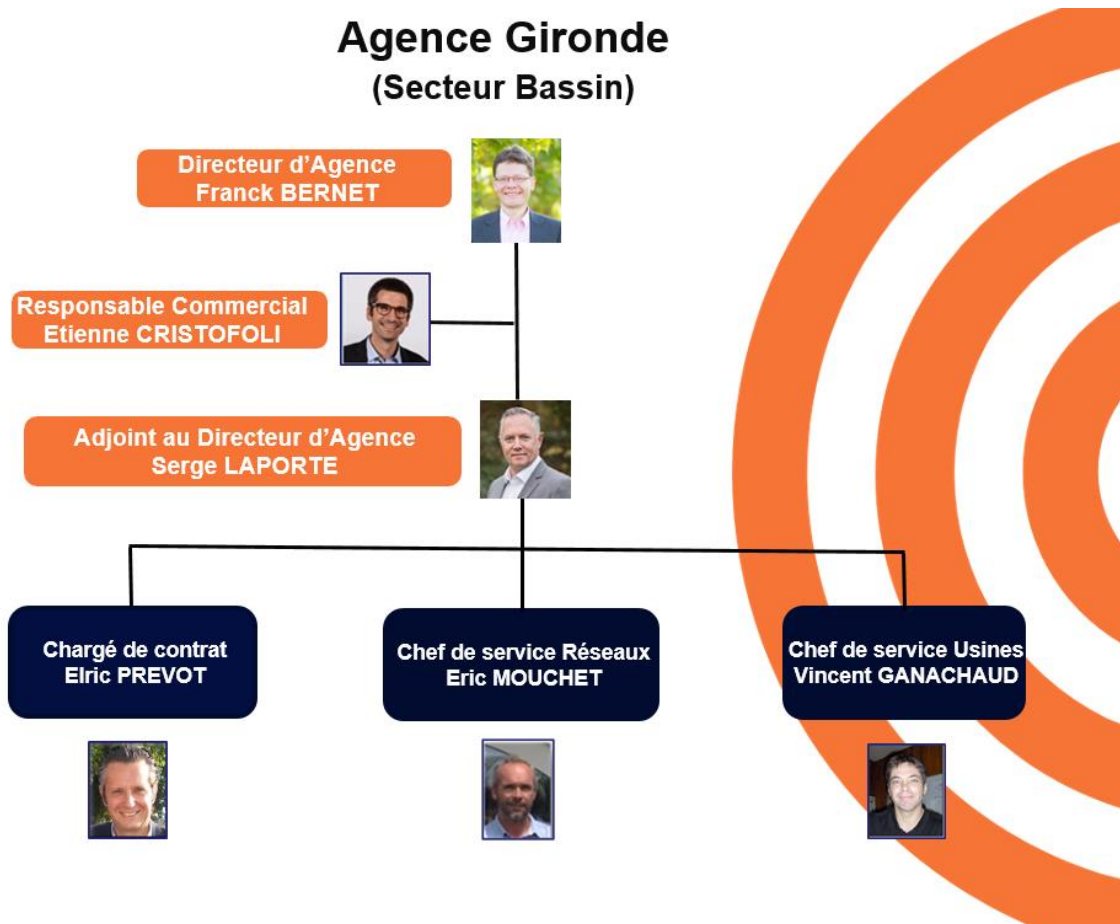 Agence Gironde
(Secteur Bassin)
Directeur d’Agence
Franck BERNET
Responsable Commercial
Etienne CRISTOFOLI
Adjoint au Directeur d’Agence
Serge LAPORTE
Chargé de contrat
Elric PREVOT
Chef de service Réseaux
Eric MOUCHET
Chef de service Usines
Vincent GANACHAUD